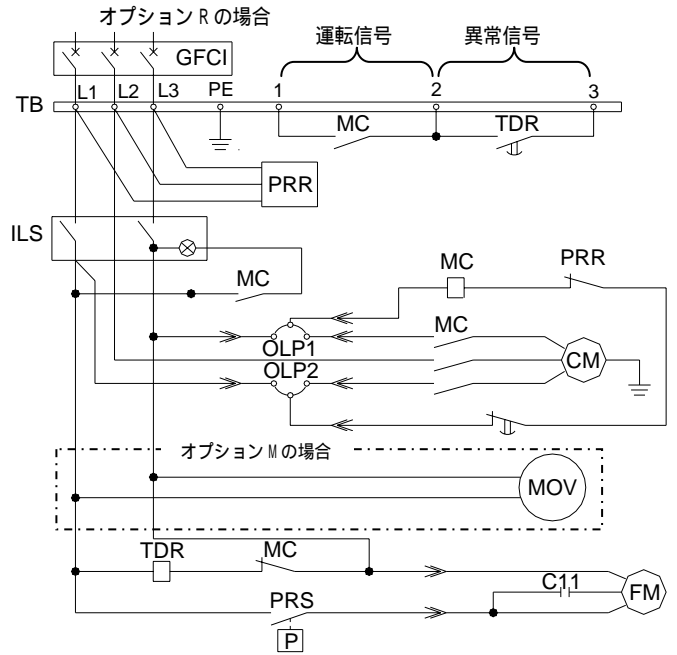 オプション R の場合
運転信号
異常信号
GFCI
L1
L2
L3
PE
1
2
3
TB
MC
TDR
PRR
ILS
MC
MC
PRR
MC
OLP1
OLP2
CM
オプション M の場合
MOV
TDR
MC
C11
FM
PRS
P